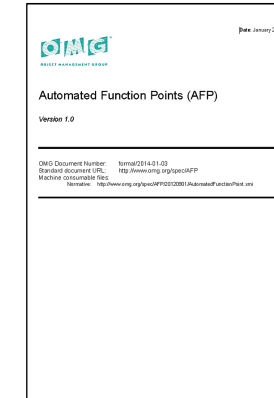 Date: January 2
OMG
OBJECT MANAGEMENT GROUP
Automated Function Points (AFP)
Version 1.0
OMG Document Number: formal/2014-01-03
Standard document URL: http://www.omg.org/spec/AFP
Machine consumable files:
Normative: http://www.omg.org/spec/AFP/20120901/AutomatedFunctionPoint.xmi